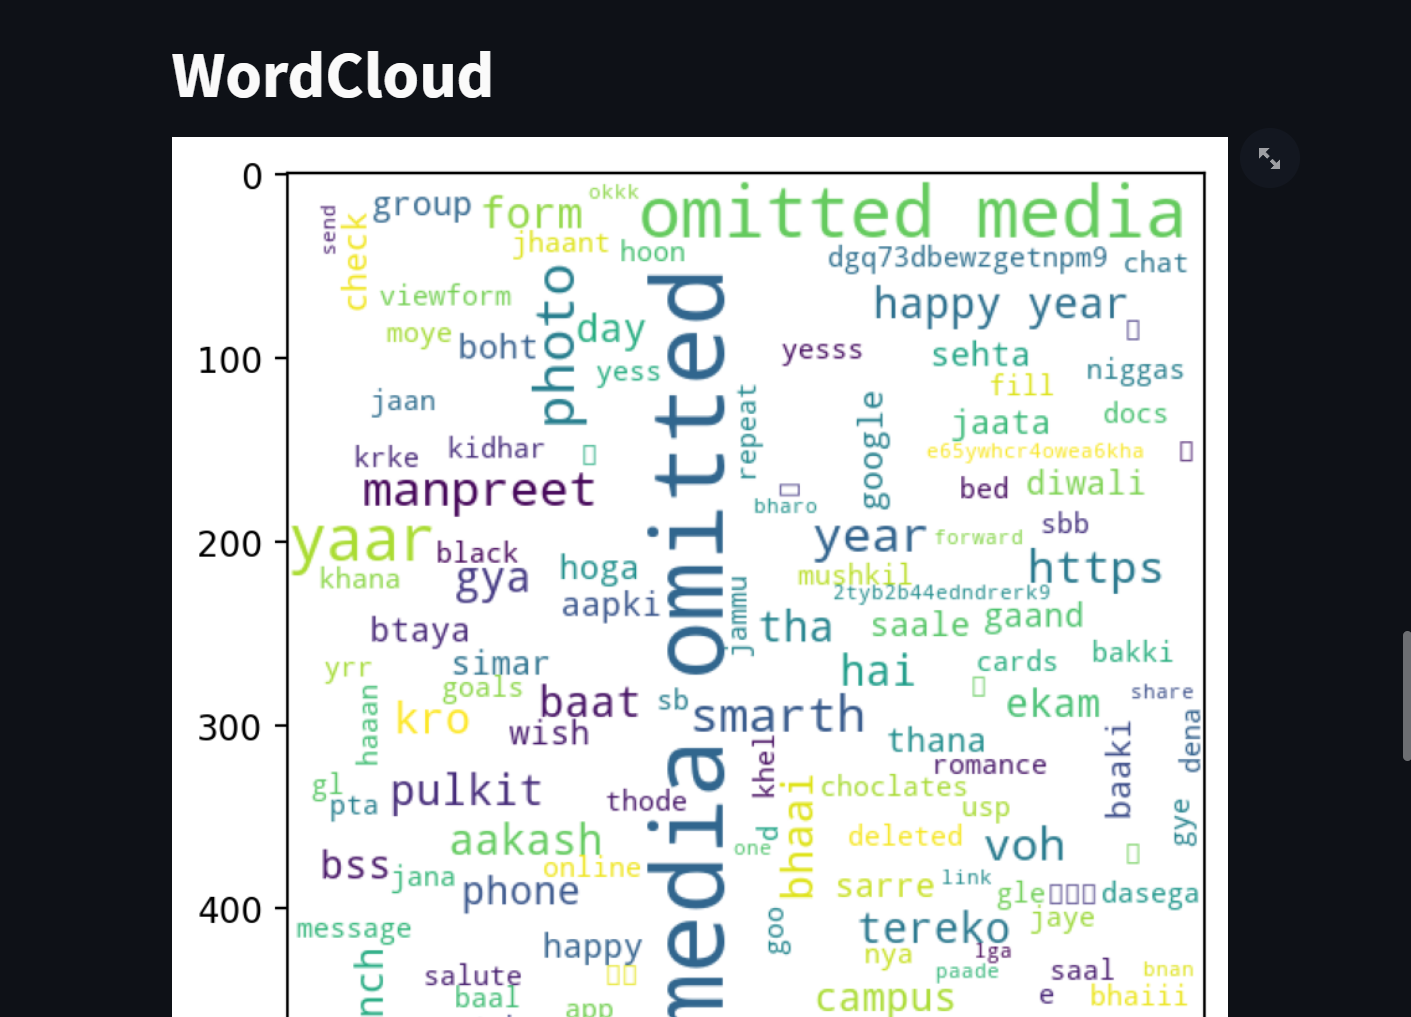 WordCloud
0
100
200
300
400
send
check
group
form
okkk
omitted media
jhaant
hoon
dgq73dbewzgetnpm9
chat
viewform
photo
happy year
moye
boht
day
yesss
sehta
niggas
yess
fill
jaan
repeat
google
jaata
docs
krke
kidhar
e65ywhcr4owea6kha
manpreet
bed
diwali
bharo
yaar
black
year
forward
sbb
khana
gya
hoga
mushkil
https
aapki
jammu
2tyb2b44edndrerk9
btaya
tha
saale
gaand
yrr
simar
hai
cards
bakki
goals
baat
sb
smarth
ekam
share
haaan
kro
wish
thana
baaki
dena
khel
romance
gl
pta
pulkit
thode
bhaai
choclates
usp
gye
aakash
one
d
deleted
voh
bss
jana
online
phone
sarre
link
gle
dasega
media omitted
message
goo
tereko
jaye
happy
nya
lga
nch
salute
paade
saal
bnan
baal
app
campus
e
bhaiii